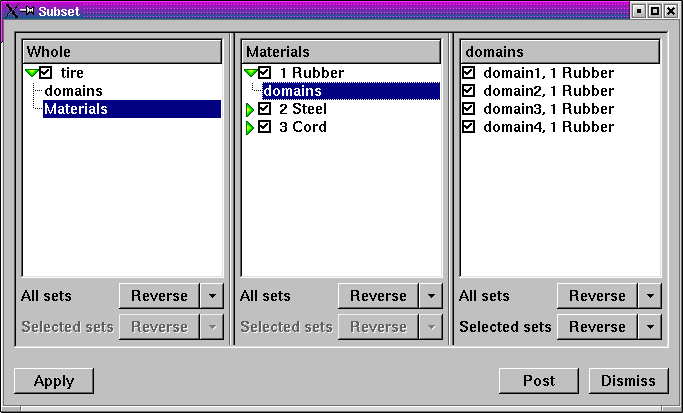 Subset
Whole
tire
domains
Materials
All sets Reverse
Selected sets Reverse
Materials
1 Rubber
domains
2 Steel
3 Cord
All sets Reverse
Selected sets Reverse
domains
domain1, 1 Rubber
domain2, 1 Rubber
domain3, 1 Rubber
domain4, 1 Rubber
All sets Reverse
Selected sets Reverse
Apply Post Dismiss